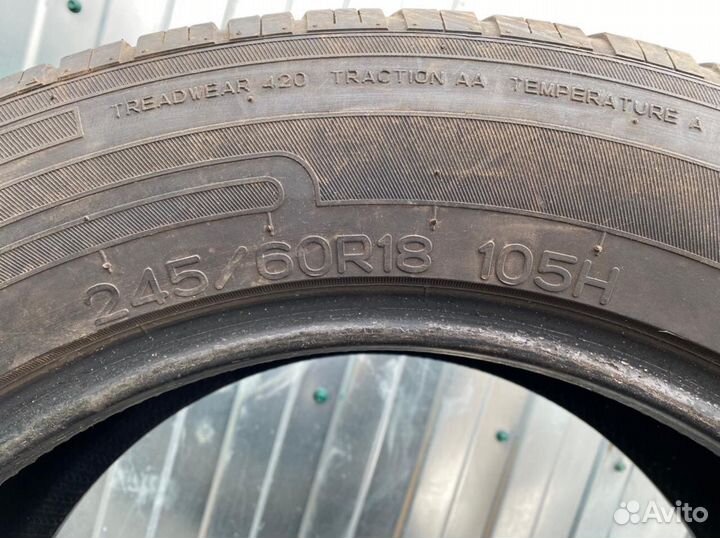 TREADWEAR 420 TRACTION AA TEMPERATURE A
245/60R18 105H
Avito